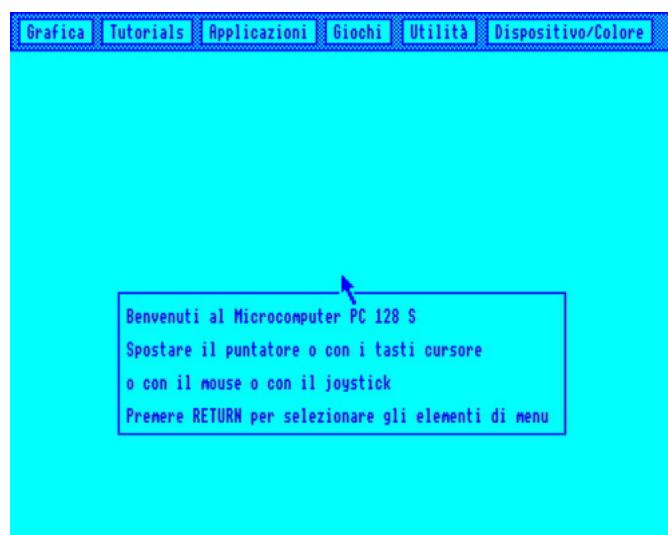 Grafica Tutorials Applicazioni Giochi Utilità Dispositivo/Colore
Benvenuti al Microcomputer PC 128 S
Spostare il puntatore o con i tasti cursore
o con il mouse o con il joystick
Premere RETURN per selezionare gli elementi di menu